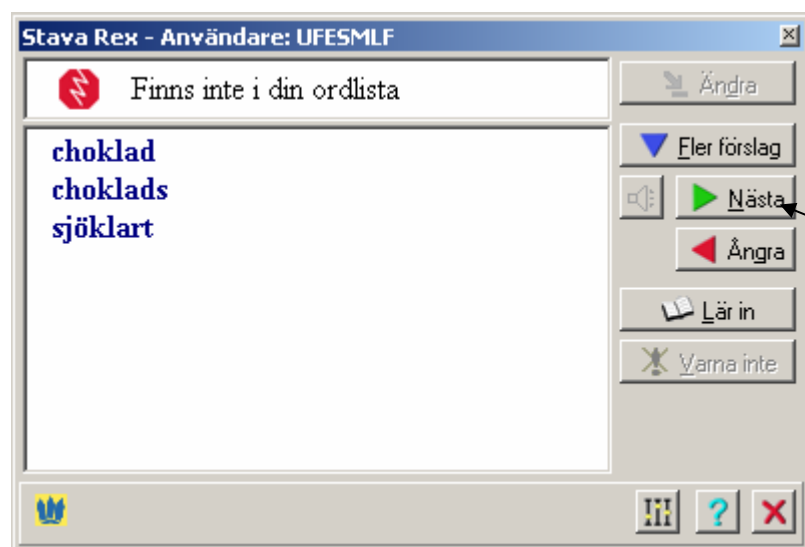 Stava Rex - Användare: UFESMLF
Finns inte i din ordlista
choklad
choklads
sjöklart
Ändra
Fler förslag
Nästa
Ångra
Lär in
Varna inte